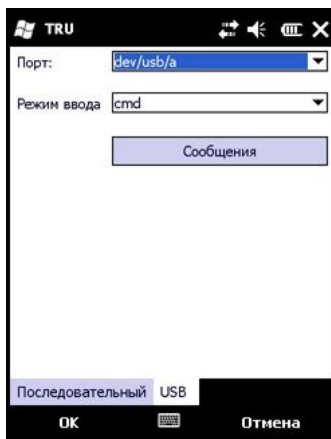 TRU
Порт: dev/usb/a
Режим ввода cmd
Сообщения
Последовательный USB
OK Отмена